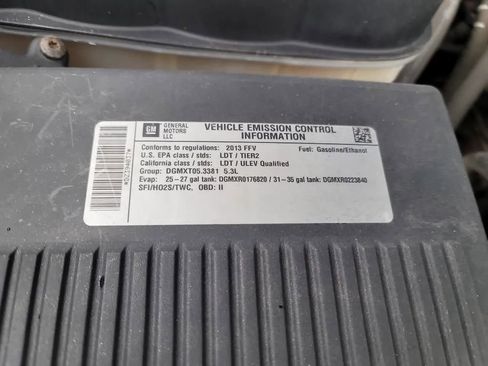 GM
GENERAL MOTORS LLC
VEHICLE EMISSION CONTROL INFORMATION
Conforms to regulations: 2013 FFV Fuel: Gasoline/Ethanol
U.S. EPA class / stds: LDT / TIER2
California class / stds: LDT / ULEV Qualified
Group: DGMXT05.3381 5.3L
Evap: 25-27 gal tank: DGMXR0176820 / 31-35 gal tank: DGMXR0223840
SFI/HO2S/TWC, OBD: II